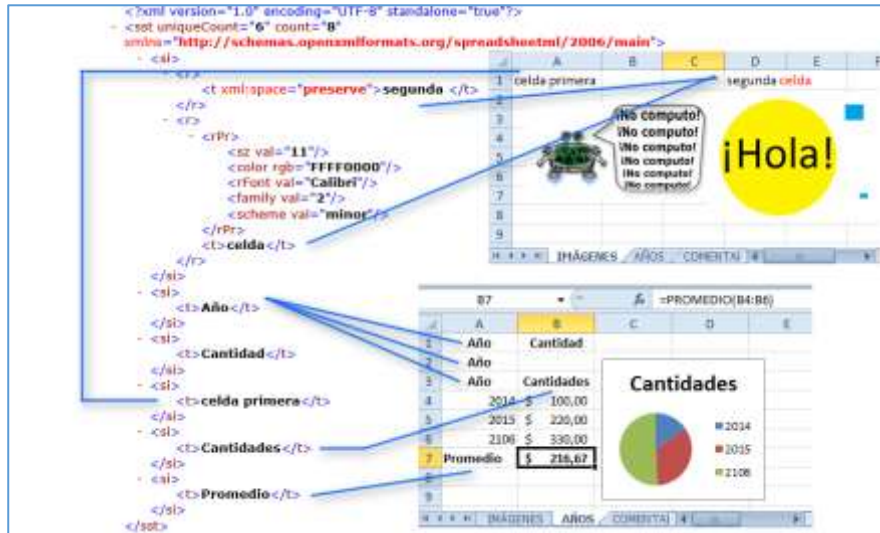 <?xml version="1.0" encoding="UTF-8" standalone="true"?>
- <sst uniqueCount="6" count="8"
xmlns="http://schemas.openxmlformats.org/spreadsheetml/2006/main">
- <si>
- <r>
<t xml:space="preserve">segunda </t>
</r>
- <r>
- <rPr>
<sz val="11"/>
<color rgb="FFFF0000"/>
<rFont val="Calibri"/>
<family val="2"/>
<scheme val="minor"/>
</rPr>
<t>celda</t>
</r>
</si>
- <si>
<t>Año</t>
</si>
- <si>
<t>Cantidad</t>
</si>
- <si>
<t>celda primera</t>
</si>
- <si>
<t>Cantidades</t>
</si>
- <si>
<t>Promedio</t>
</si>
</sst>
A B C D E F
1 celda primera segunda celda
2
3
4
5
6
7
8
9
¡No computo!
¡No computo!
¡No computo!
¡No computo!
¡No computo!
¡No computo!
¡Hola!
IMÁGENES AÑOS COMENTAI
B7 fx =PROMEDIO(B4:B6)
A B C D E
1 Año Cantidad
2 Año
3 Año Cantidades
4 2014 $ 100,00
5 2015 $ 220,00
6 2106 $ 330,00
7 Promedio $ 216,67
8
9
Cantidades
2014
2015
2106
IMÁGENES AÑOS COMENTAI